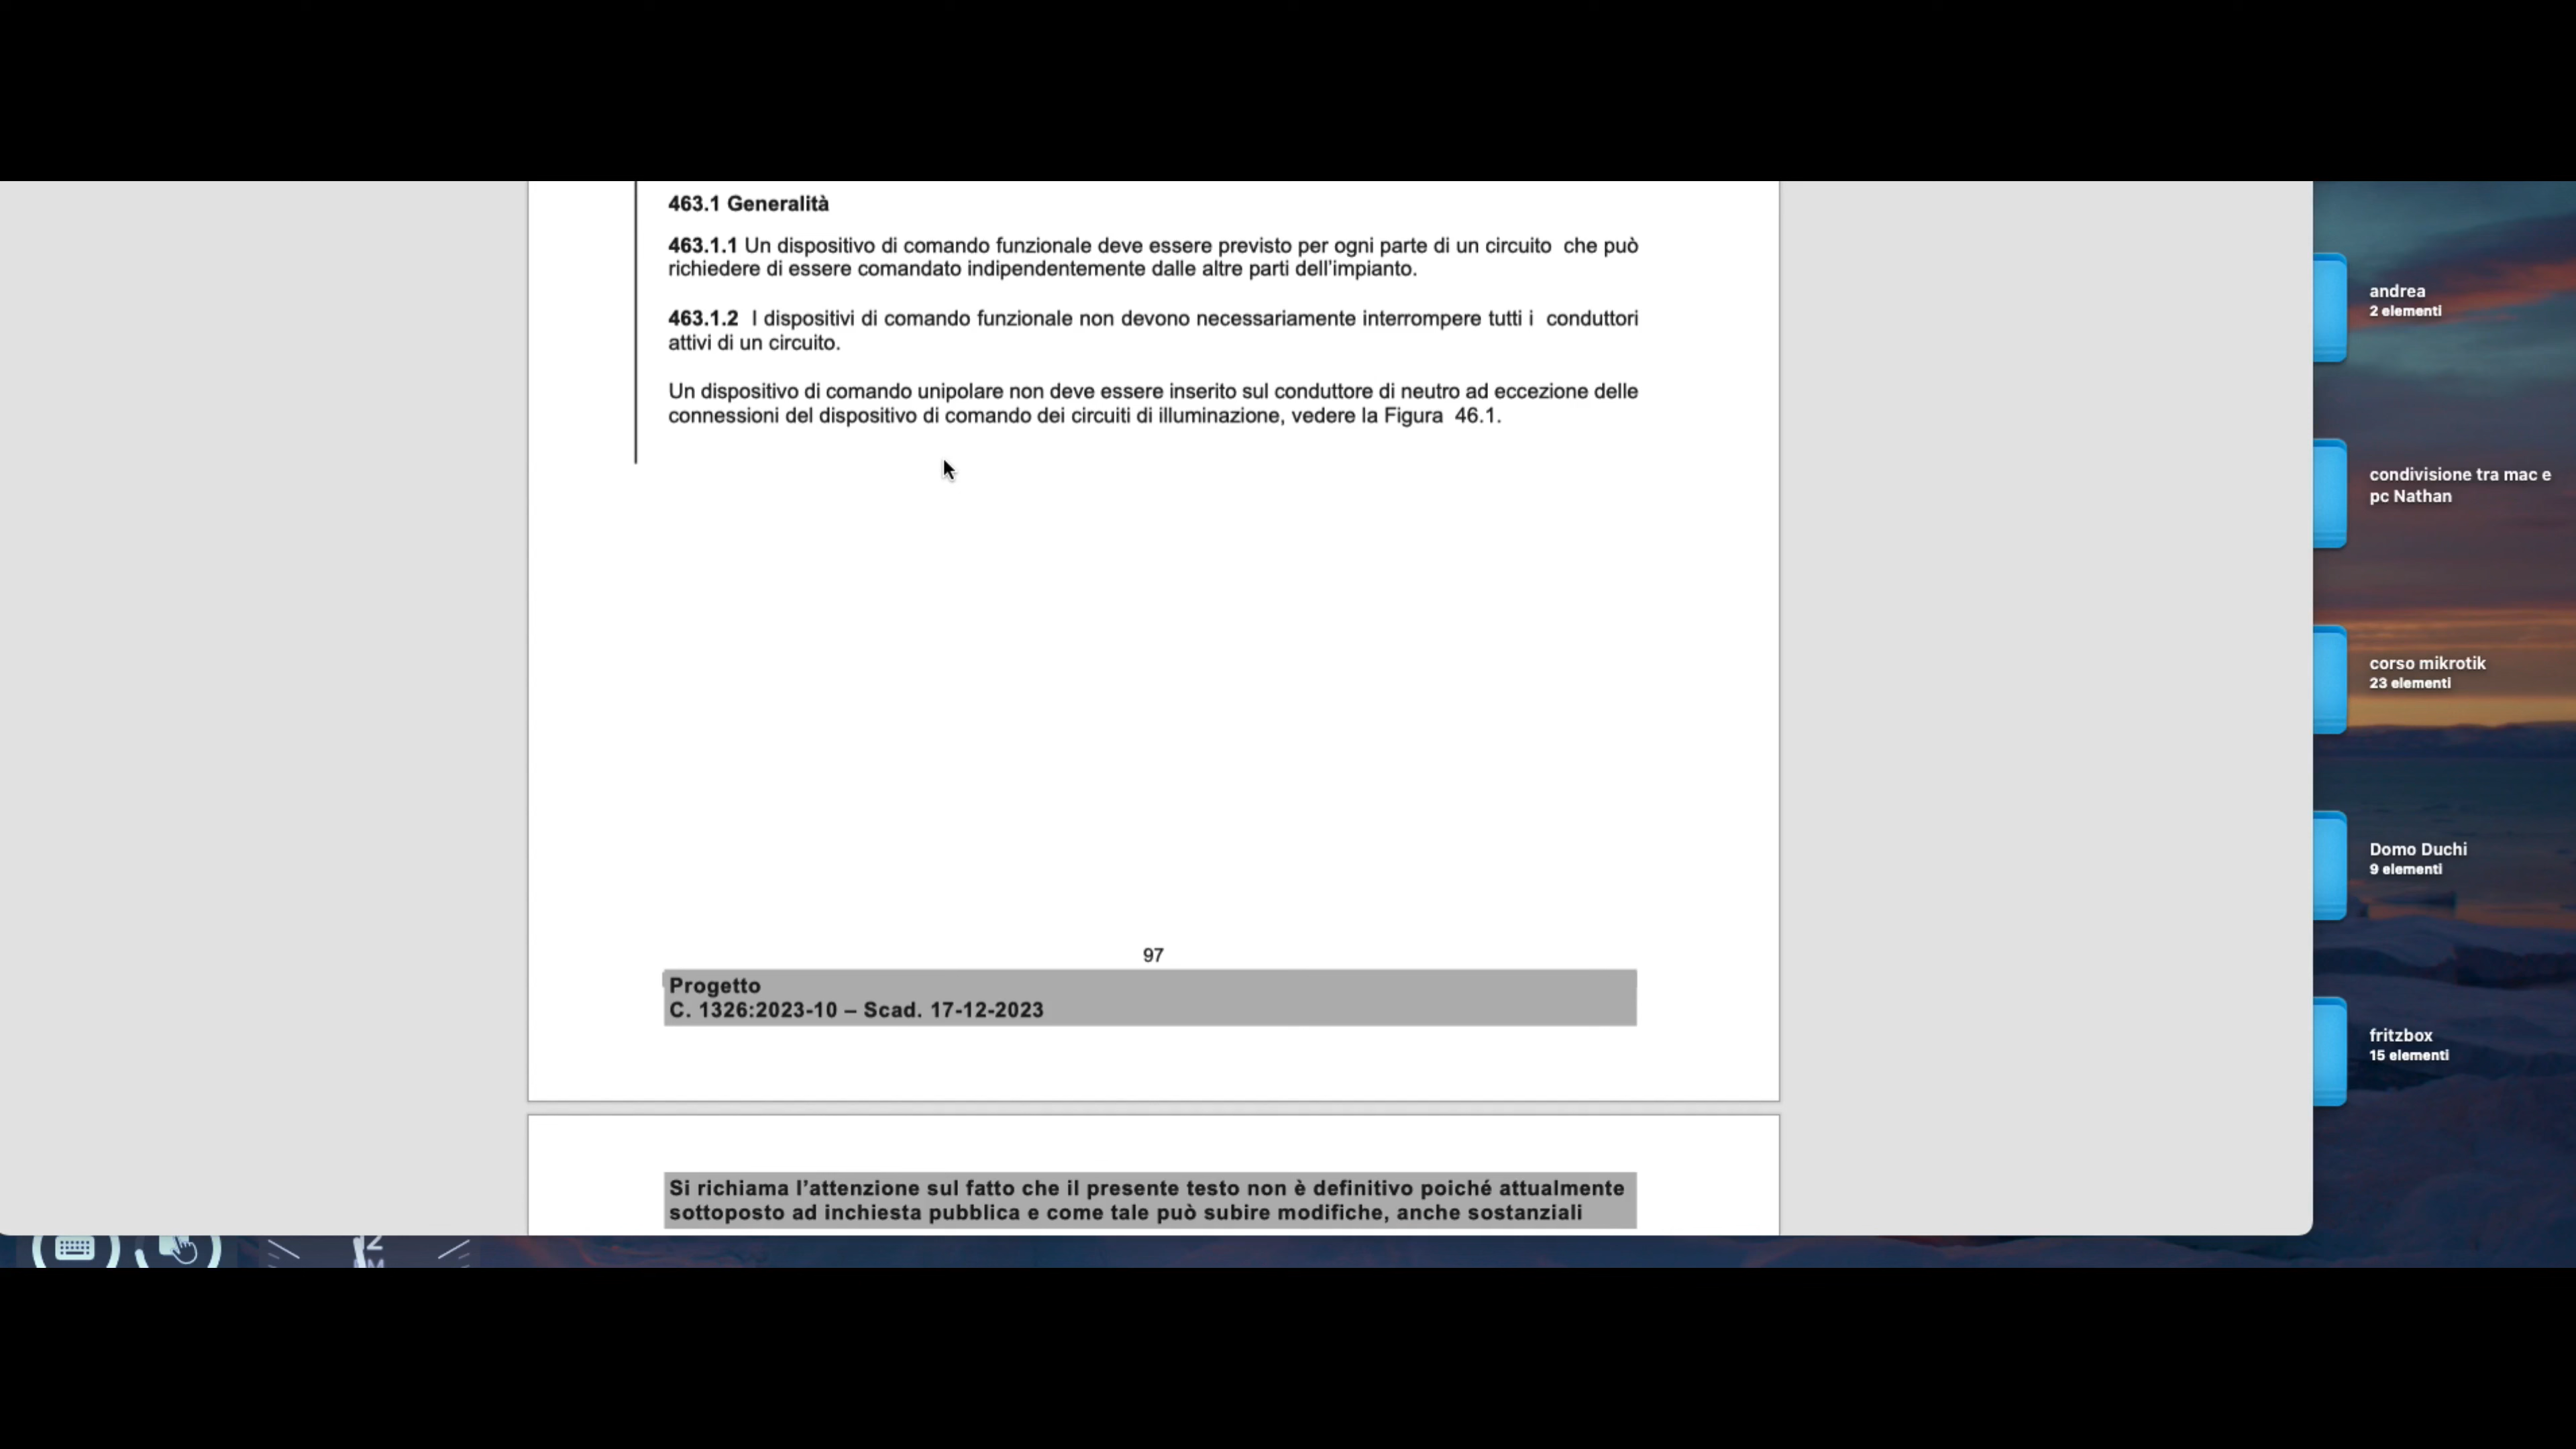 463.1 Generalità
463.1.1 Un dispositivo di comando funzionale deve essere previsto per ogni parte di un circuito che può
richiedere di essere comandato indipendentemente dalle altre parti dell'impianto.
463.1.2 I dispositivi di comando funzionale non devono necessariamente interrompere tutti i conduttori
attivi di un circuito.
Un dispositivo di comando unipolare non deve essere inserito sul conduttore di neutro ad eccezione delle
connessioni del dispositivo di comando dei circuiti di illuminazione, vedere la Figura 46.1.
97
Progetto
C. 1326:2023-10 – Scad. 17-12-2023
Si richiama l'attenzione sul fatto che il presente testo non è definitivo poiché attualmente
sottoposto ad inchiesta pubblica e come tale può subire modifiche, anche sostanziali
andrea
2 elementi
condivisione tra mac e
pc Nathan
corso mikrotik
23 elementi
Domo Duchi
9 elementi
fritzbox
15 elementi